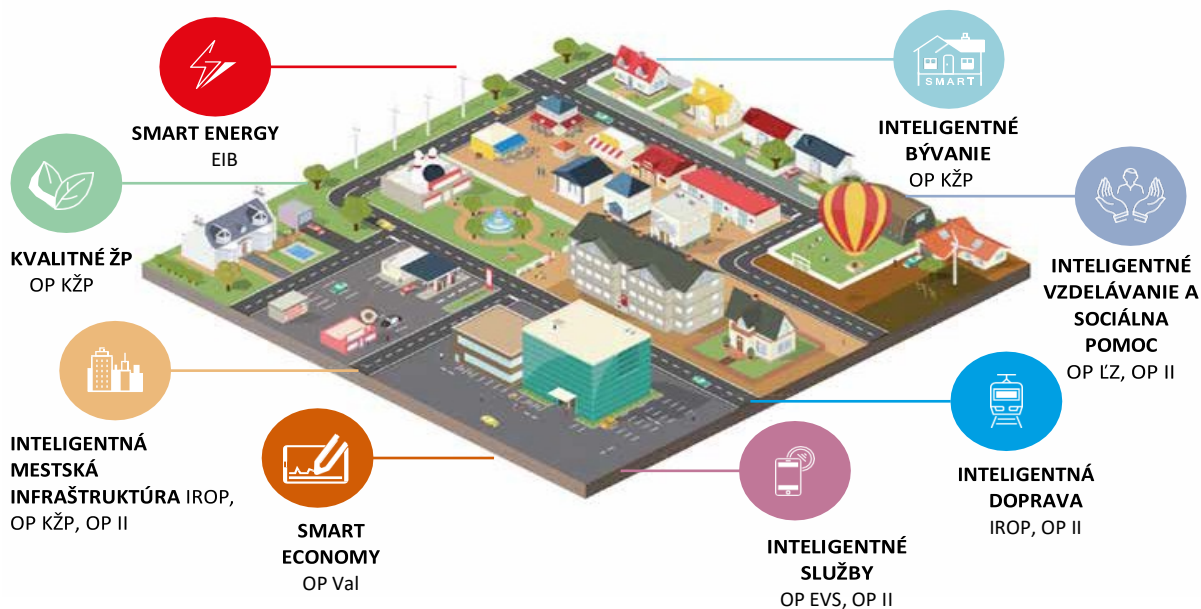 SMART ENERGY
EIB
SMART
INTELIGENTNÉ
BÝVANIE
OP KŽP
KVALITNÉ ŽP
OP KŽP
INTELIGENTNÉ
VZDELÁVANIE A
SOCIÁLNA
POMOC
OP ĽZ, OP II
INTELIGENTNÁ
MESTSKÁ
INFRAŠTRUKTÚRA IROP,
OP KŽP, OP II
SMART
ECONOMY
OP Val
INTELIGENTNÉ
SLUŽBY
OP EVS, OP II
INTELIGENTNÁ
DOPRAVA
IROP, OP II